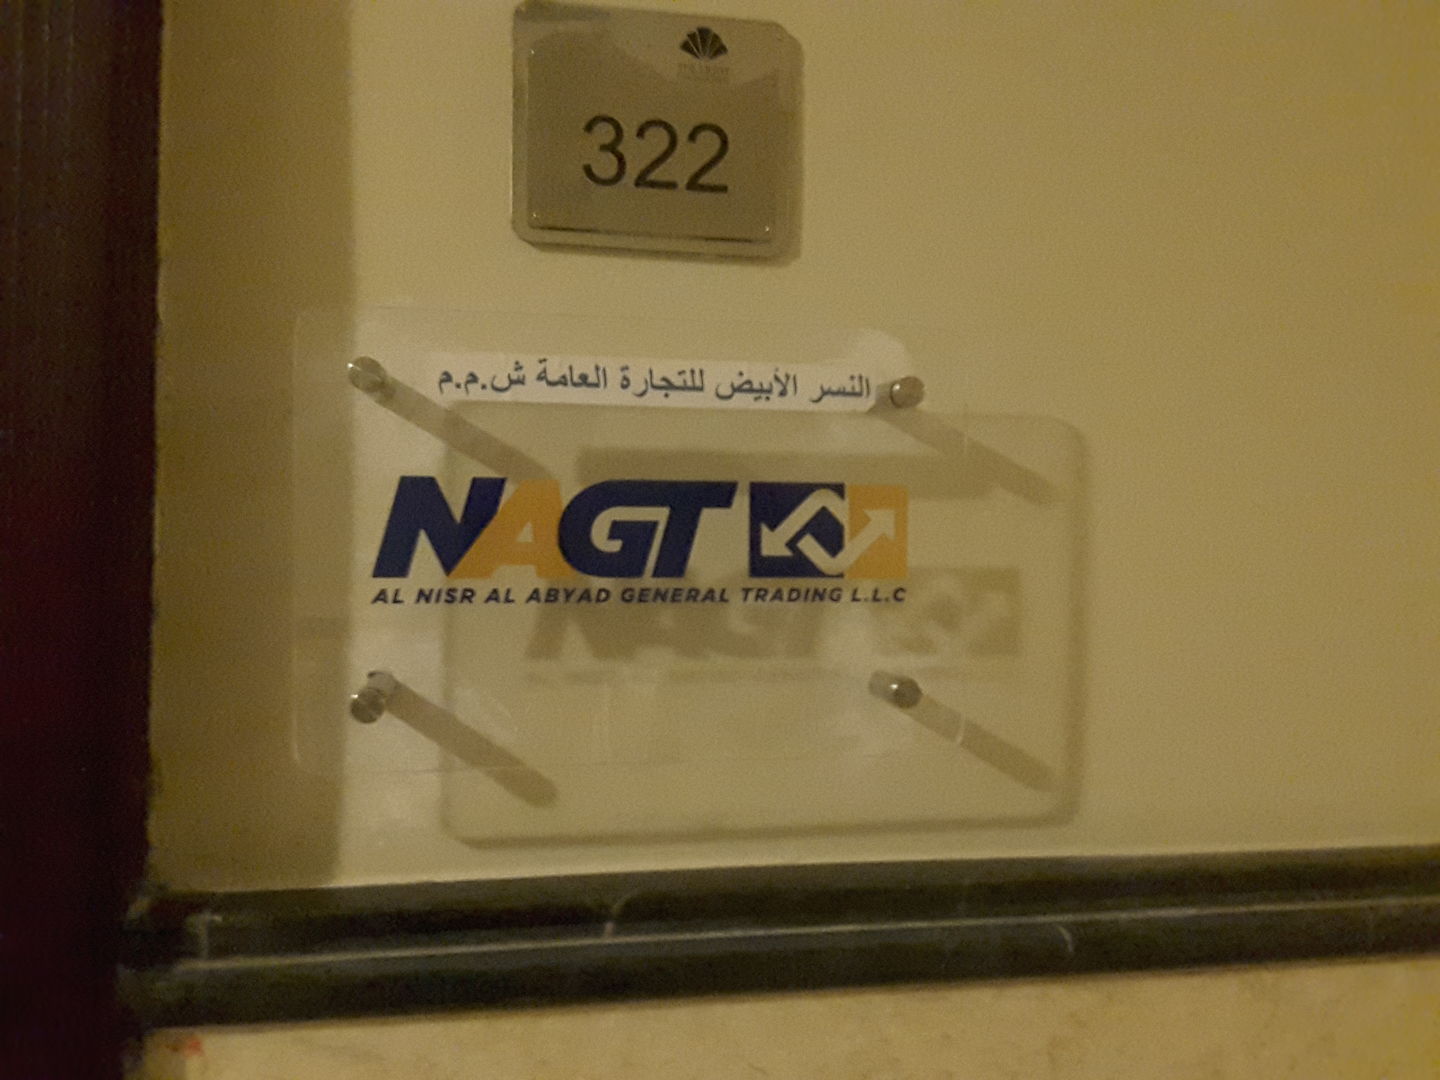 322
النسر الأبيض للتجارة العامة ش.م.م
NAGT
AL NISR AL ABYAD GENERAL TRADING L.L.C